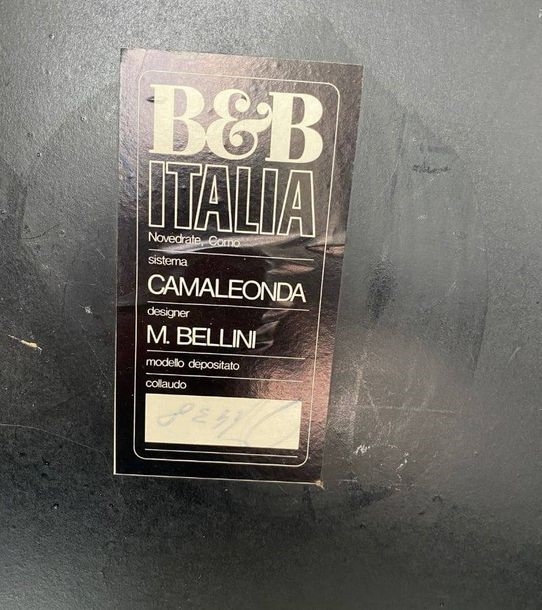 B&B
ITALIA
Novedrate, Como
sistema
CAMALEONDA
designer
M. BELLINI
modello depositato
collaudo